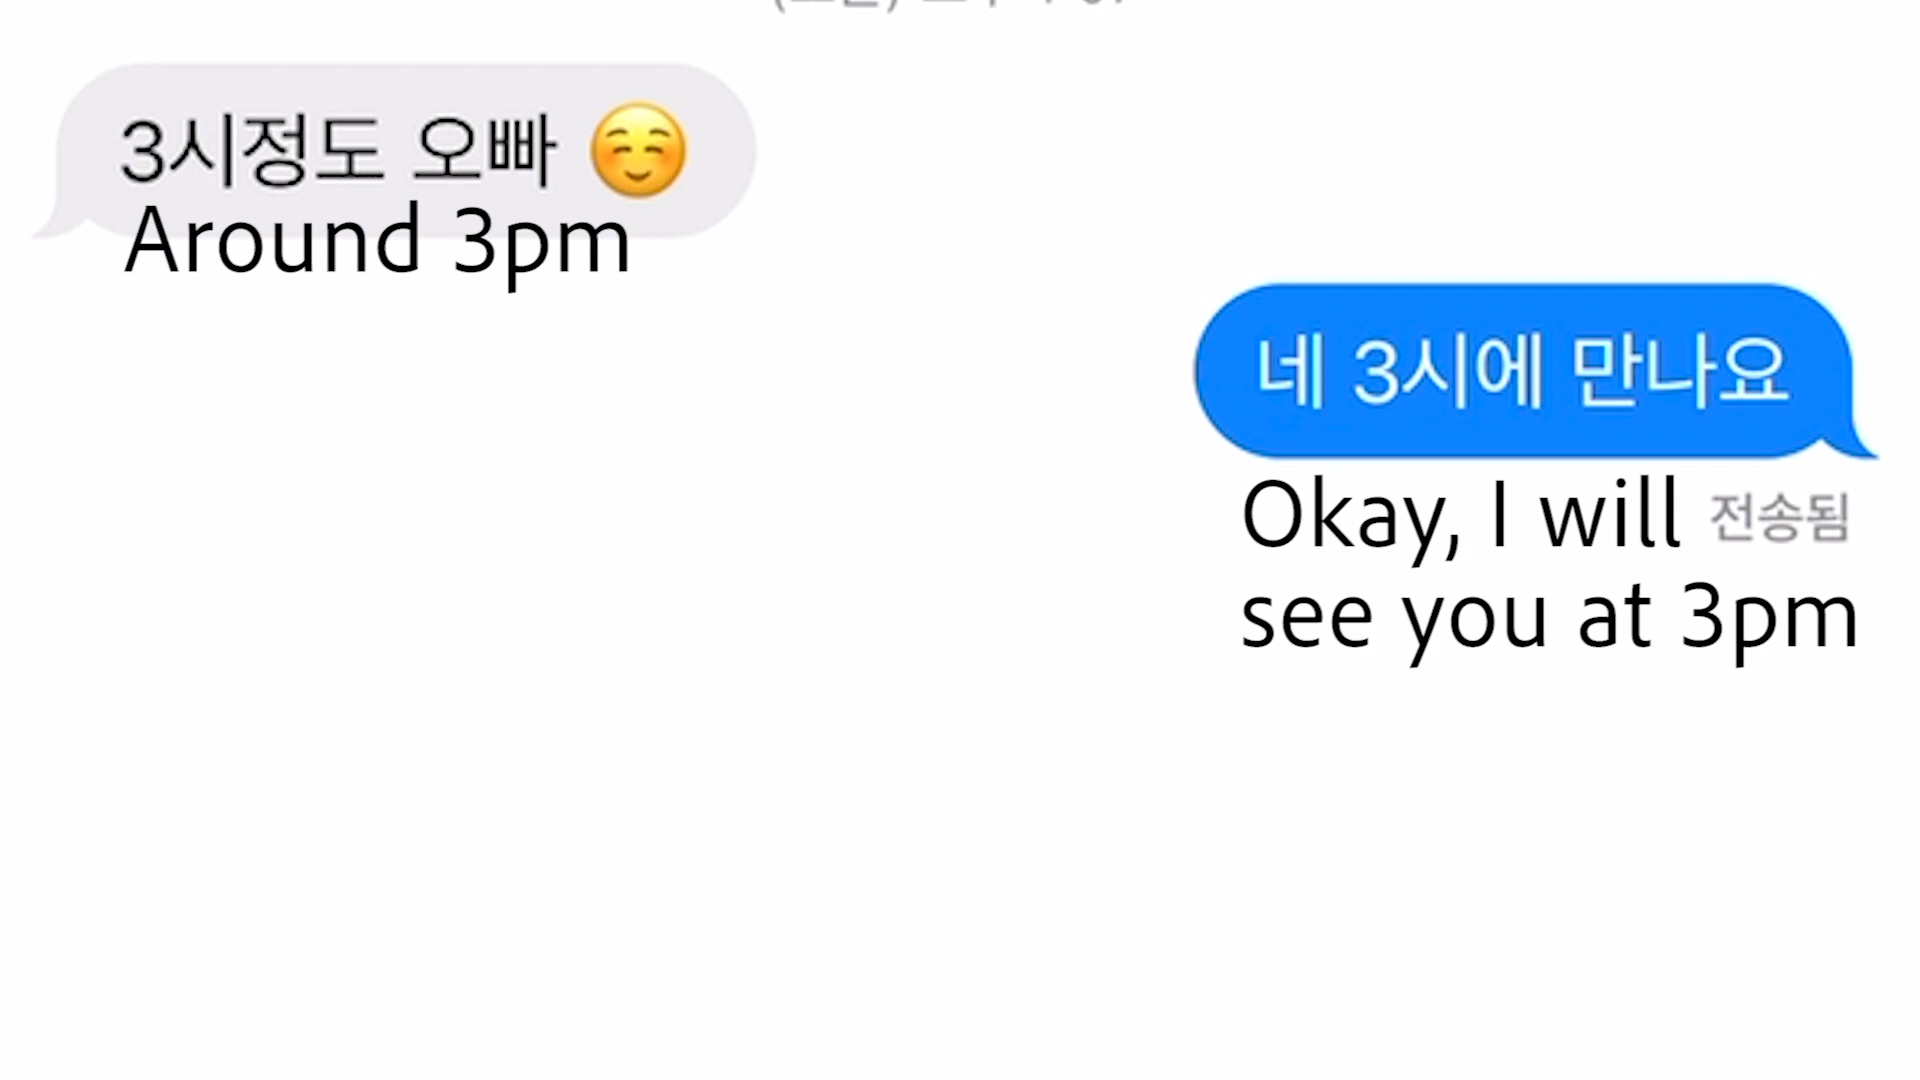 3시정도 오빠 ☺️
Around 3pm
네 3시에 만나요
Okay, I will
전송됨
see you at 3pm